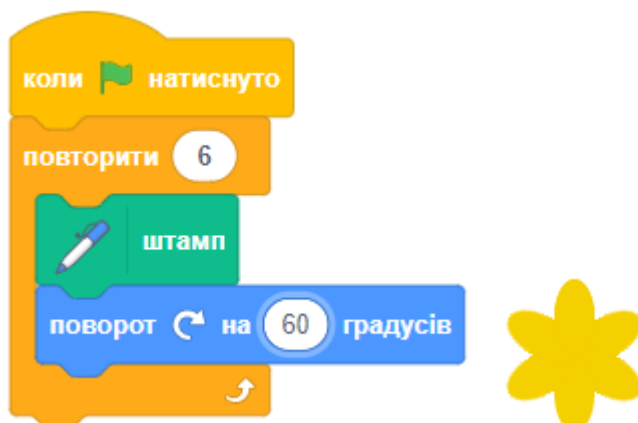 коли натиснуто
повторити 6
штамп
поворот на 60 градусів